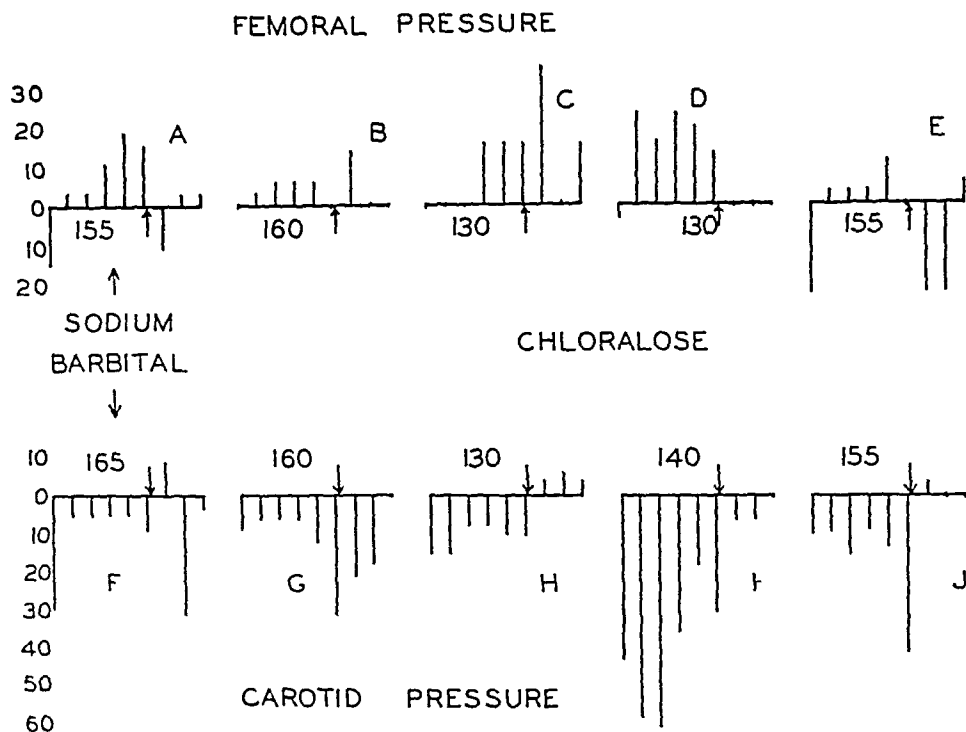 FEMORAL PRESSURE
30
20
10
0
10
20
A
B
C
D
E
155
160
130
130
155
SODIUM
BARBITAL
CHLORALOSE
10
0
10
20
30
40
50
60
165
160
130
140
155
F
G
H
I
J
CAROTID PRESSURE